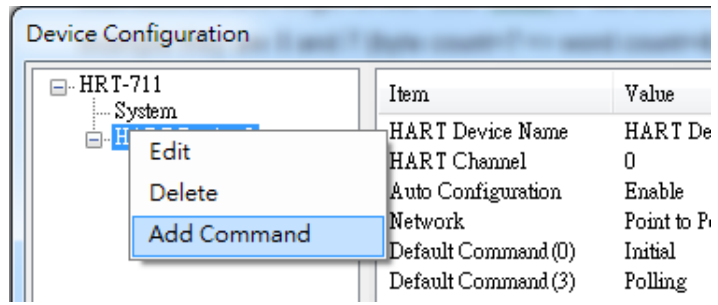 Device Configuration
HRT-711
System
Edit
Delete
Add Command
Item Value
HART Device Name HART De
HART Channel 0
Auto Configuration Enable
Network Point to P
Default Command(0) Initial
Default Command(3) Polling